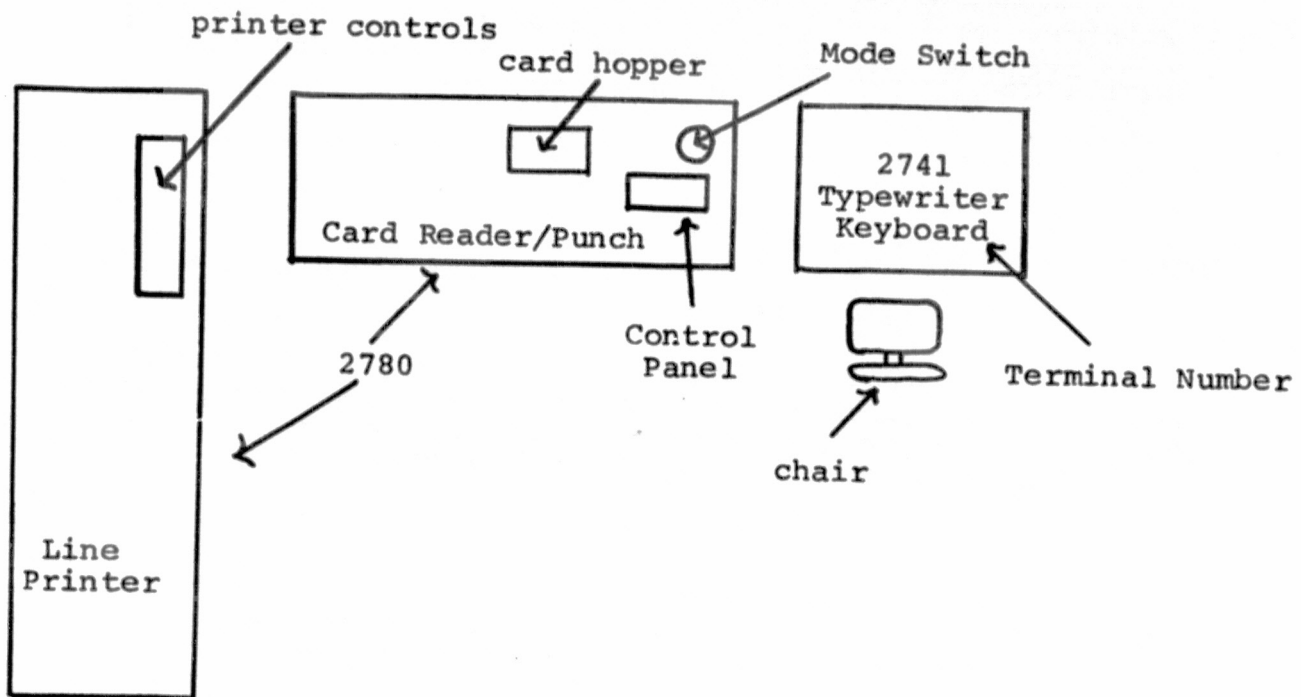 printer controls
card hopper
Mode Switch
2741
Typewriter
Keyboard
Card Reader/Punch
Control
Panel
2780
Terminal Number
chair
Line
Printer